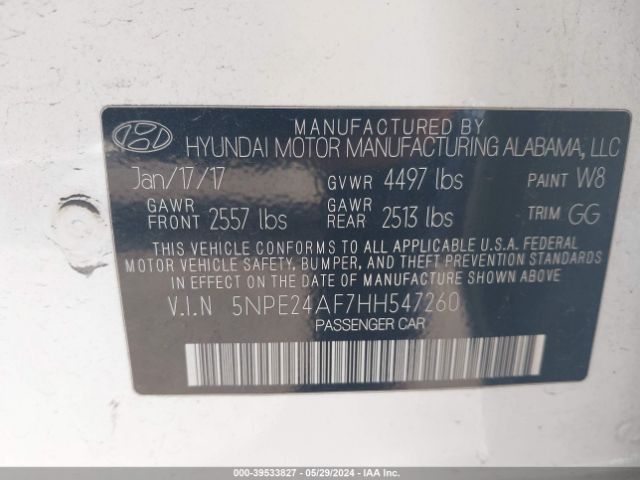 MANUFACTURED BY
HYUNDAI MOTOR MANUFACTURING ALABAMA, LLC
Jan/17/17 GVWR 4497 lbs PAINT W8
GAWR FRONT 2557 lbs GAWR REAR 2513 lbs TRIM GG
THIS VEHICLE CONFORMS TO ALL APPLICABLE U.S.A. FEDERAL
MOTOR VEHICLE SAFETY, BUMPER, AND THEFT PREVENTION STANDARDS
IN EFFECT ON THE DATE OF MANUFACTURE SHOWN ABOVE.
V.I.N 5NPE24AF7HH547260
PASSENGER CAR
000-39533827 - 05/29/2024 - IAA Inc.